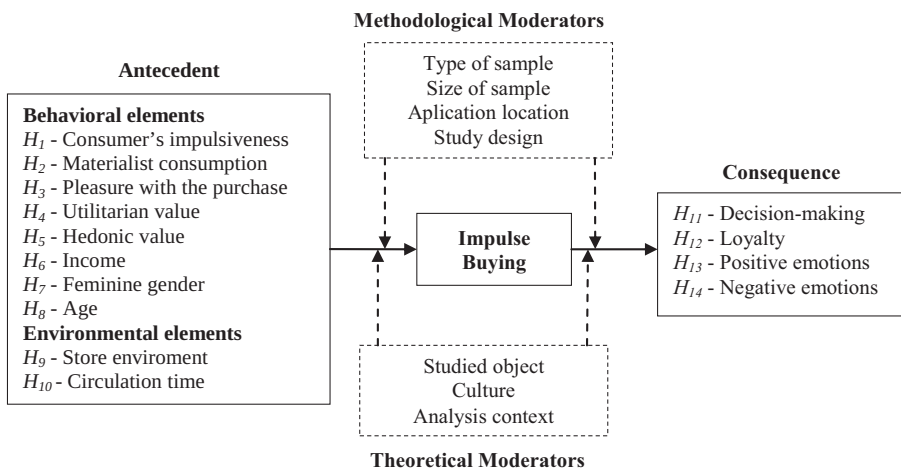 Methodological Moderators
Type of sample
Size of sample
Aplication location
Study design
Antecedent
Behavioral elements
H1 - Consumer's impulsiveness
H2 - Materialist consumption
H3 - Pleasure with the purchase
H4 - Utilitarian value
H5 - Hedonic value
H6 - Income
H7 - Feminine gender
H8 - Age
Environmental elements
H9 - Store enviroment
H10 - Circulation time
Impulse
Buying
Consequence
H11 - Decision-making
H12 - Loyalty
H13 - Positive emotions
H14 - Negative emotions
Studied object
Culture
Analysis context
Theoretical Moderators